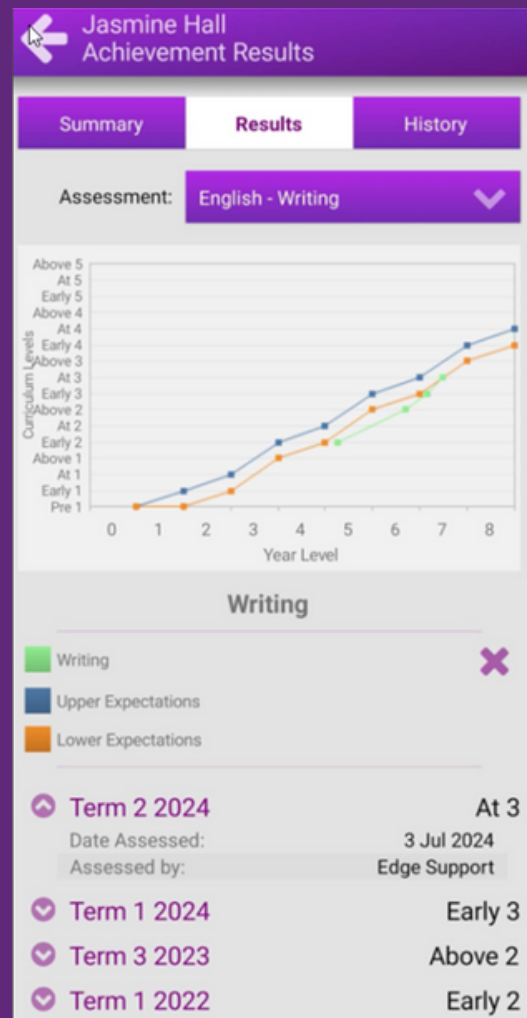 Jasmine Hall
Achievement Results
Summary Results History
Assessment: English - Writing
Above 5
At 5
Early 5
Above 4
At 4
Early 4
Above 3
At 3
Early 3
Above 2
At 2
Early 2
Above 1
At 1
Early 1
Pre 1
Curriculum Levels
0 1 2 3 4 5 6 7 8
Year Level
Writing
Writing
Upper Expectations
Lower Expectations
Term 2 2024 At 3
Date Assessed: 3 Jul 2024
Assessed by: Edge Support
Term 1 2024 Early 3
Term 3 2023 Above 2
Term 1 2022 Early 2